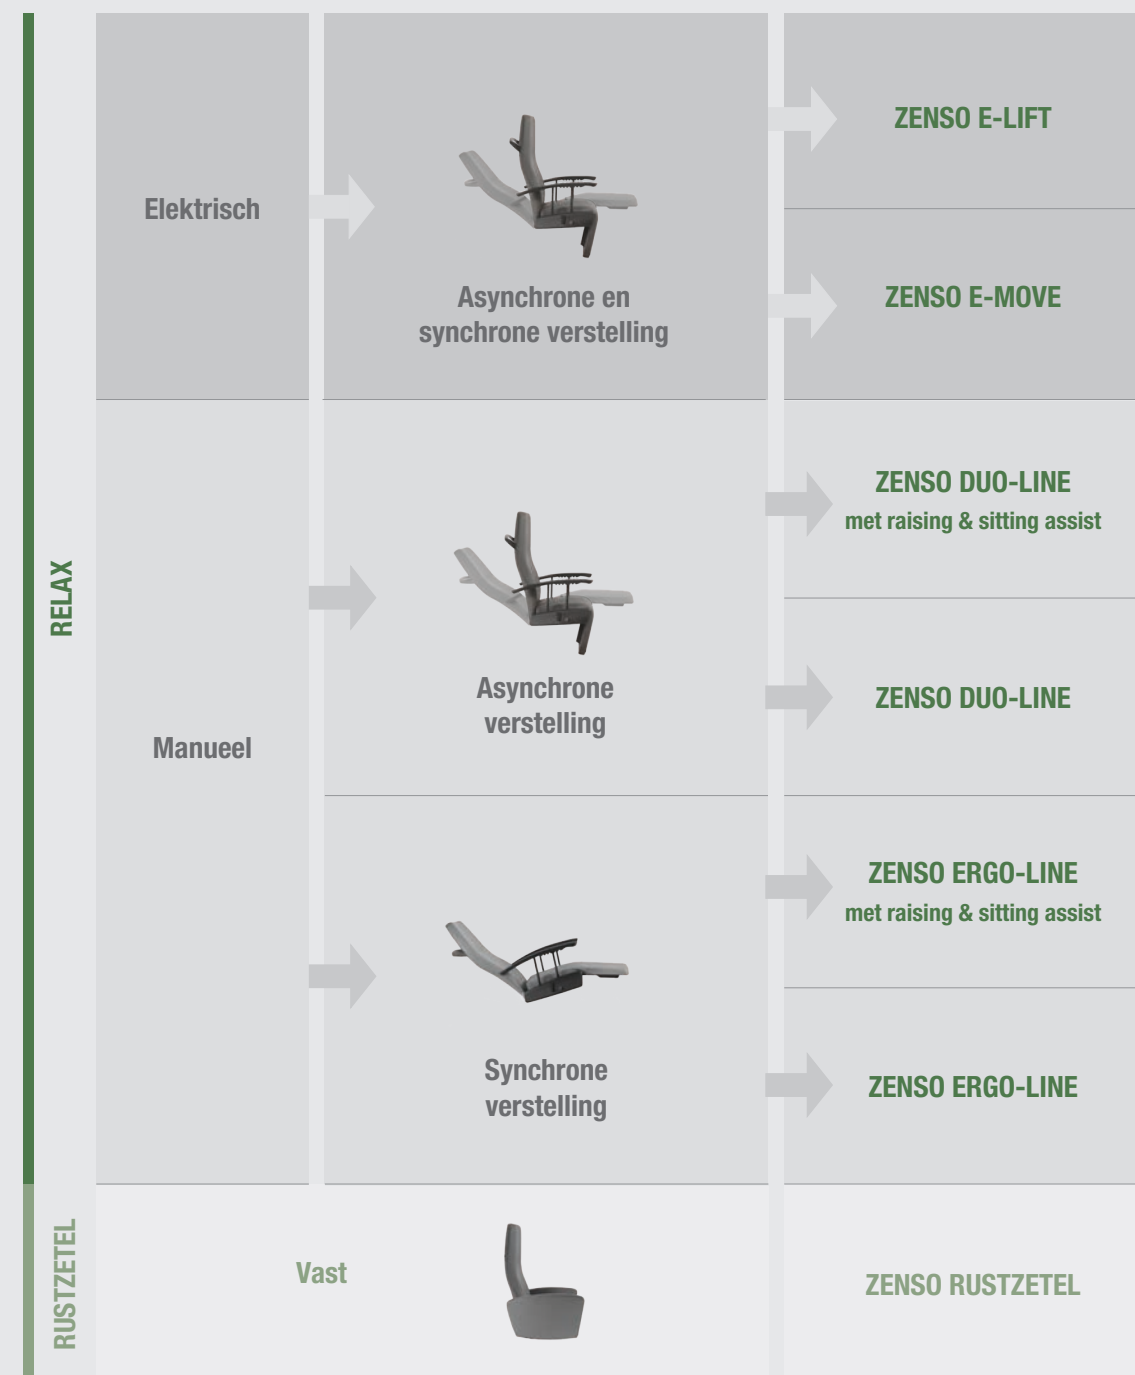 RELAX
Elektrisch
Asynchrone en
synchrone verstelling
ZENSO E-LIFT
ZENSO E-MOVE
Manueel
Asynchrone
verstelling
ZENSO DUO-LINE
met raising & sitting assist
ZENSO DUO-LINE
Synchrone
verstelling
ZENSO ERGO-LINE
met raising & sitting assist
ZENSO ERGO-LINE
RUSTZETEL
Vast
ZENSO RUSTZETEL